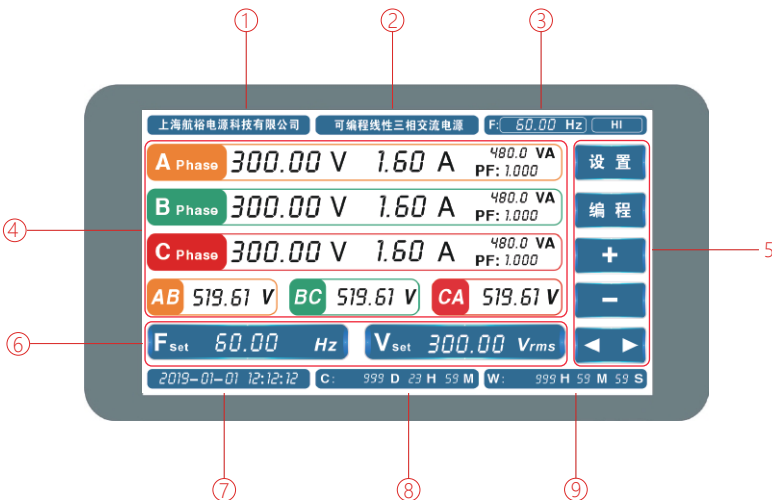 ① ② ③
上海航裕电源科技有限公司 可编程线性三相交流电源 F: 60.00 Hz HI
A Phase 300.00 V 1.60 A 480.0 VA PF: 1.000
设置
B Phase 300.00 V 1.60 A 480.0 VA PF: 1.000
编程
④
C Phase 300.00 V 1.60 A 480.0 VA PF: 1.000
+
5
AB 519.61 V BC 519.61 V CA 519.61 V
−
⑥
Fset 60.00 Hz Vset 300.00 Vrms
◀ ▶
2019-01-01 12:12:12 C: 999 D 23 H 59 M W: 999 H 59 M 59 S
⑦ ⑧ ⑨